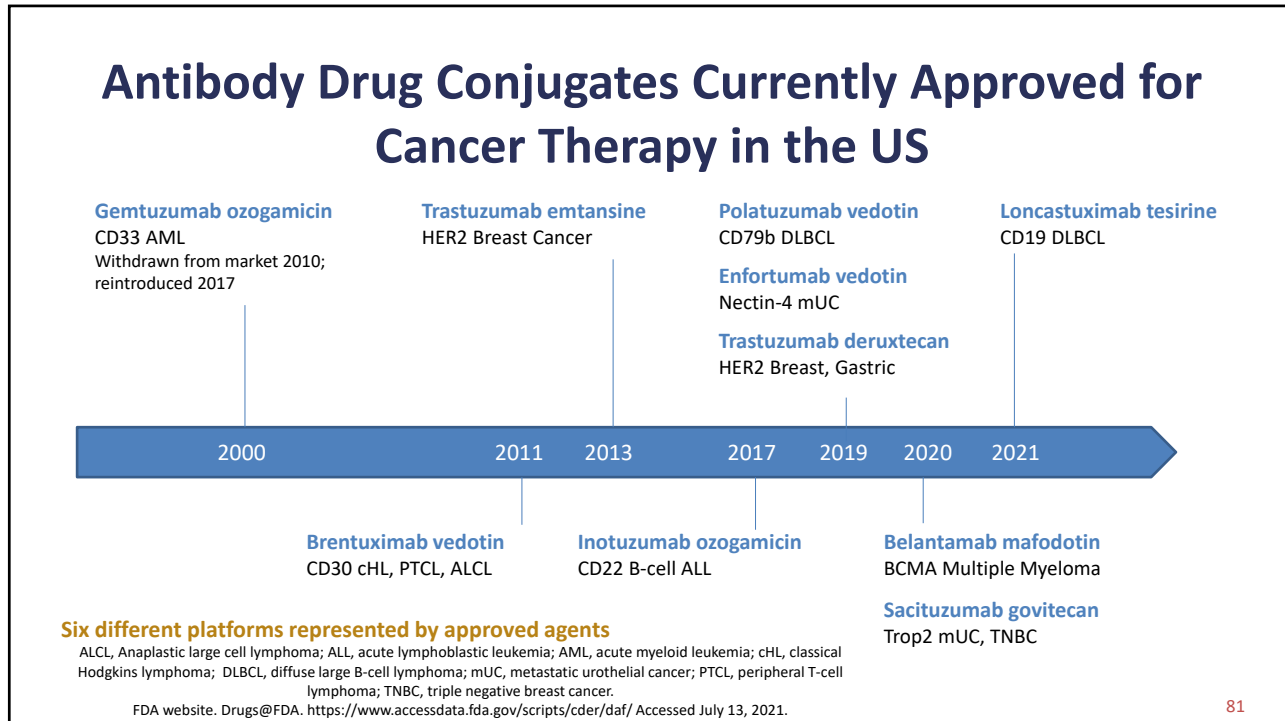 Antibody Drug Conjugates Currently Approved for
Cancer Therapy in the US
Gemtuzumab ozogamicin
CD33 AML
Withdrawn from market 2010;
reintroduced 2017
Trastuzumab emtansine
HER2 Breast Cancer
Polatuzumab vedotin
CD79b DLBCL
Enfortumab vedotin
Nectin-4 mUC
Trastuzumab deruxtecan
HER2 Breast, Gastric
Loncastuximab tesirine
CD19 DLBCL
2000 2011 2013 2017 2019 2020 2021
Brentuximab vedotin
CD30 cHL, PTCL, ALCL
Inotuzumab ozogamicin
CD22 B-cell ALL
Belantamab mafodotin
BCMA Multiple Myeloma
Sacituzumab govitecan
Trop2 mUC, TNBC
Six different platforms represented by approved agents
ALCL, Anaplastic large cell lymphoma; ALL, acute lymphoblastic leukemia; AML, acute myeloid leukemia; cHL, classical
Hodgkins lymphoma; DLBCL, diffuse large B-cell lymphoma; mUC, metastatic urothelial cancer; PTCL, peripheral T-cell
lymphoma; TNBC, triple negative breast cancer.
FDA website. Drugs@FDA. https://www.accessdata.fda.gov/scripts/cder/daf/ Accessed July 13, 2021.
81